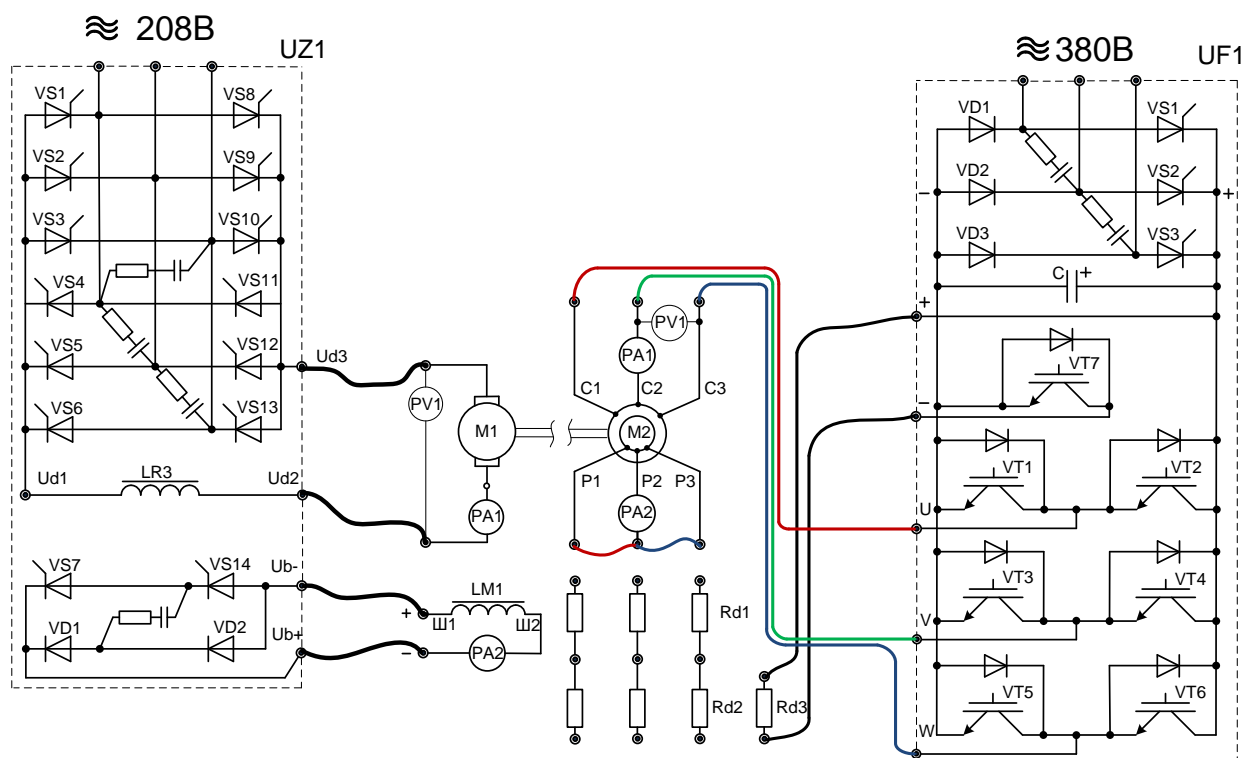 ≋ 208В
UZ1
VS1
VS8
VS2
VS9
VS3
VS10
VS4
VS11
VS5
VS12
VS6
VS13
Ud3
Ud1
LR3
Ud2
VS7
VS14
Ub-
VD1
VD2
Ub+
PV1
M1
PA1
+
Ш1
LM1
Ш2
−
PA2
PV1
PA1
C1
C2
C3
M2
P1
P2
P3
PA2
Rd1
Rd2
Rd3
≋ 380В
UF1
VD1
VS1
−
VD2
VS2
+
VD3
VS3
C
+
+
−
VT7
VT1
VT2
U
VT3
VT4
V
VT5
VT6
W